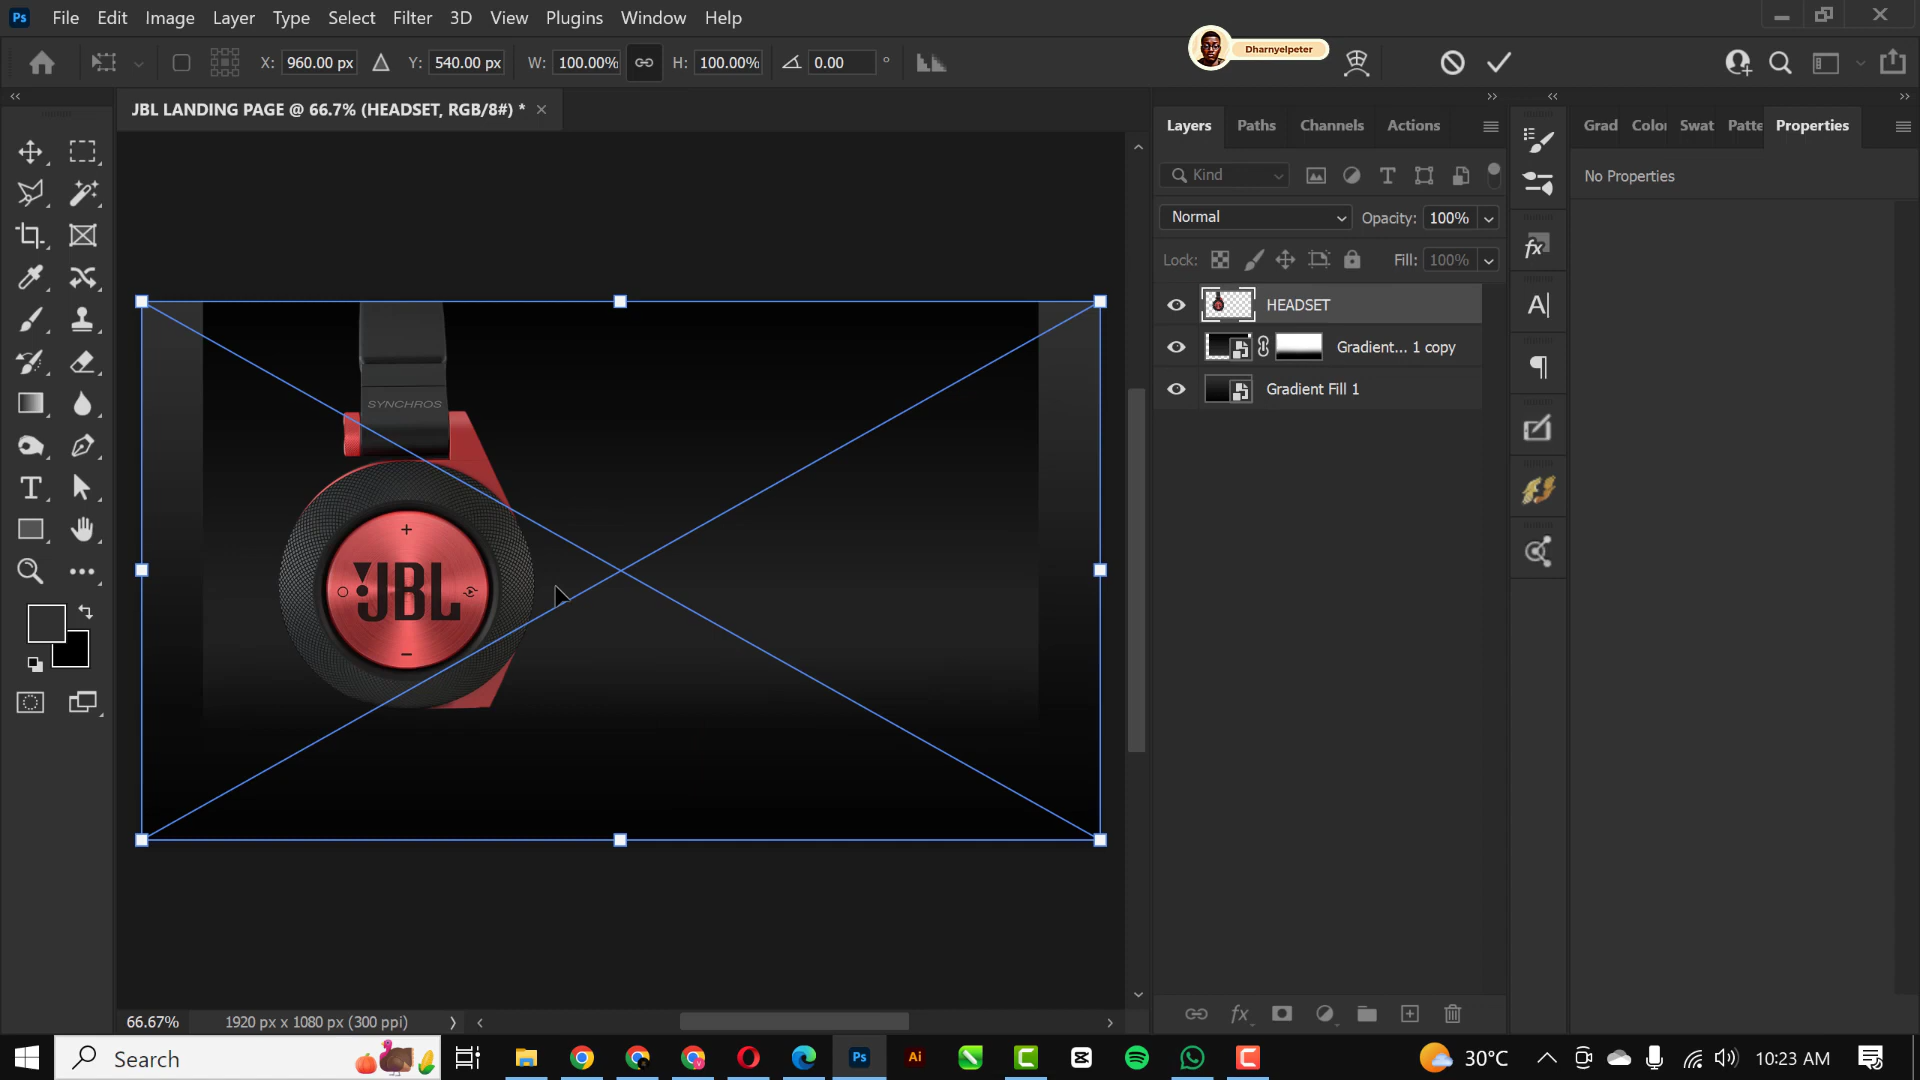 Ps File Edit Image Layer Type Select Filter 3D View Plugins Window Help
X: 960.00 px Y: 540.00 px W: 100.00% H: 100.00% 0.00 ° Dharnyelpeter
JBL LANDING PAGE @ 66.7% (HEADSET, RGB/8#) * ×
Layers Paths Channels Actions
Grad Color Swat Patte Properties
Kind
No Properties
Normal Opacity: 100%
Lock: Fill: 100%
HEADSET
Gradient... 1 copy
Gradient Fill 1
SYNCHROS
JBL
66.67% 1920 px x 1080 px (300 ppi)
Search
Ps Ai 30°C 10:23 AM